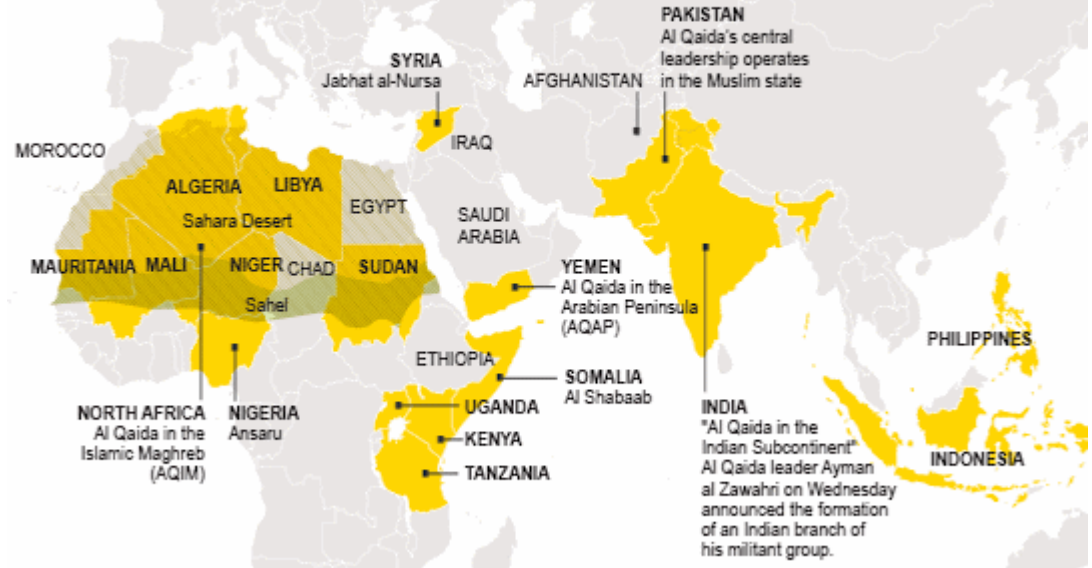 PAKISTAN
Al Qaida's central
leadership operates
in the Muslim state
SYRIA
Jabhat al-Nursa
AFGHANISTAN
IRAQ
MOROCCO
ALGERIA
LIBYA
EGYPT
Sahara Desert
SAUDI
ARABIA
MAURITANIA
MALI
NIGER
CHAD
SUDAN
Sahel
YEMEN
Al Qaida in the
Arabian Peninsula
(AQAP)
ETHIOPIA
PHILIPPINES
SOMALIA
Al Shabaab
UGANDA
KENYA
TANZANIA
NORTH AFRICA
Al Qaida in the
Islamic Maghreb
(AQIM)
NIGERIA
Ansaru
INDIA
"Al Qaida in the
Indian Subcontinent"
Al Qaida leader Ayman
al Zawahri on Wednesday
announced the formation
of an Indian branch of
his militant group.
INDONESIA